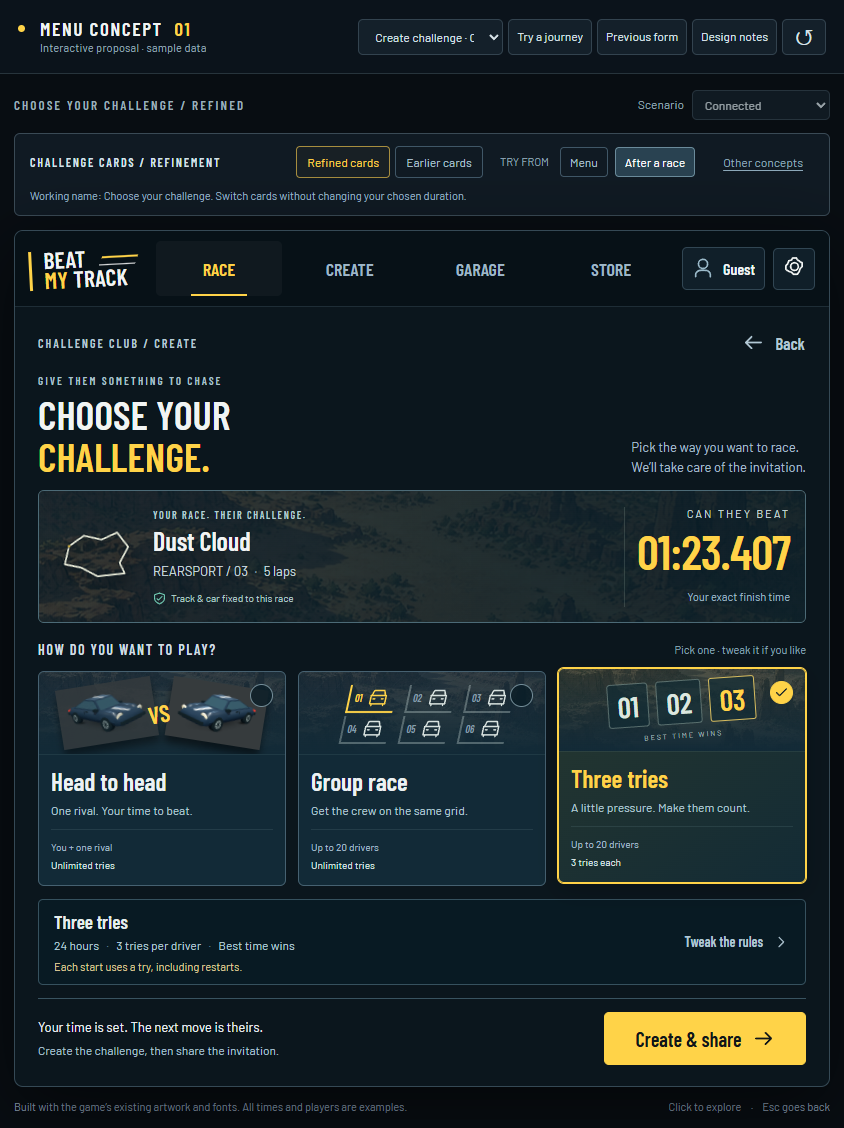 MENU CONCEPT 01
Interactive proposal · sample data
Create challenge ·
Try a journey
Previous form
Design notes
CHOOSE YOUR CHALLENGE / REFINED
Scenario
Connected
CHALLENGE CARDS / REFINEMENT
Refined cards
Earlier cards
TRY FROM
Menu
After a race
Other concepts
Working name: Choose your challenge. Switch cards without changing your chosen duration.
BEAT
MY TRACK
RACE
CREATE
GARAGE
STORE
Guest
CHALLENGE CLUB / CREATE
Back
GIVE THEM SOMETHING TO CHASE
CHOOSE YOUR
CHALLENGE.
Pick the way you want to race.
We'll take care of the invitation.
YOUR RACE. THEIR CHALLENGE.
Dust Cloud
REARSPORT / 03 · 5 laps
Track & car fixed to this race
CAN THEY BEAT
01:23.407
Your exact finish time
HOW DO YOU WANT TO PLAY?
Pick one · tweak it if you like
VS
Head to head
One rival. Your time to beat.
You + one rival
Unlimited tries
01 02 03
04 05 06
Group race
Get the crew on the same grid.
Up to 20 drivers
Unlimited tries
01 02 03
BEST TIME WINS
Three tries
A little pressure. Make them count.
Up to 20 drivers
3 tries each
Three tries
24 hours · 3 tries per driver · Best time wins
Each start uses a try, including restarts.
Tweak the rules
Your time is set. The next move is theirs.
Create the challenge, then share the invitation.
Create & share
Built with the game's existing artwork and fonts. All times and players are examples.
Click to explore · Esc goes back